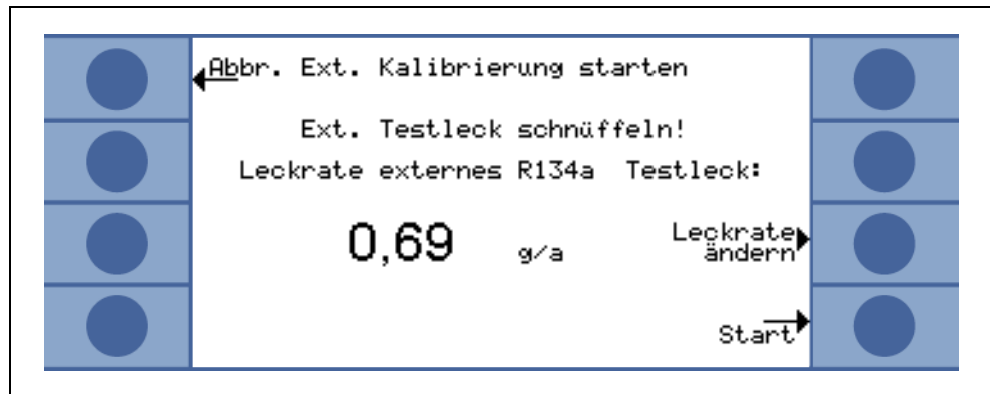 Abbr. Ext. Kalibrierung starten
Ext. Testleck schnüffeln!
Leckrate externes R134a Testleck:
0,69 g/a
Leckrate
ändern
Start